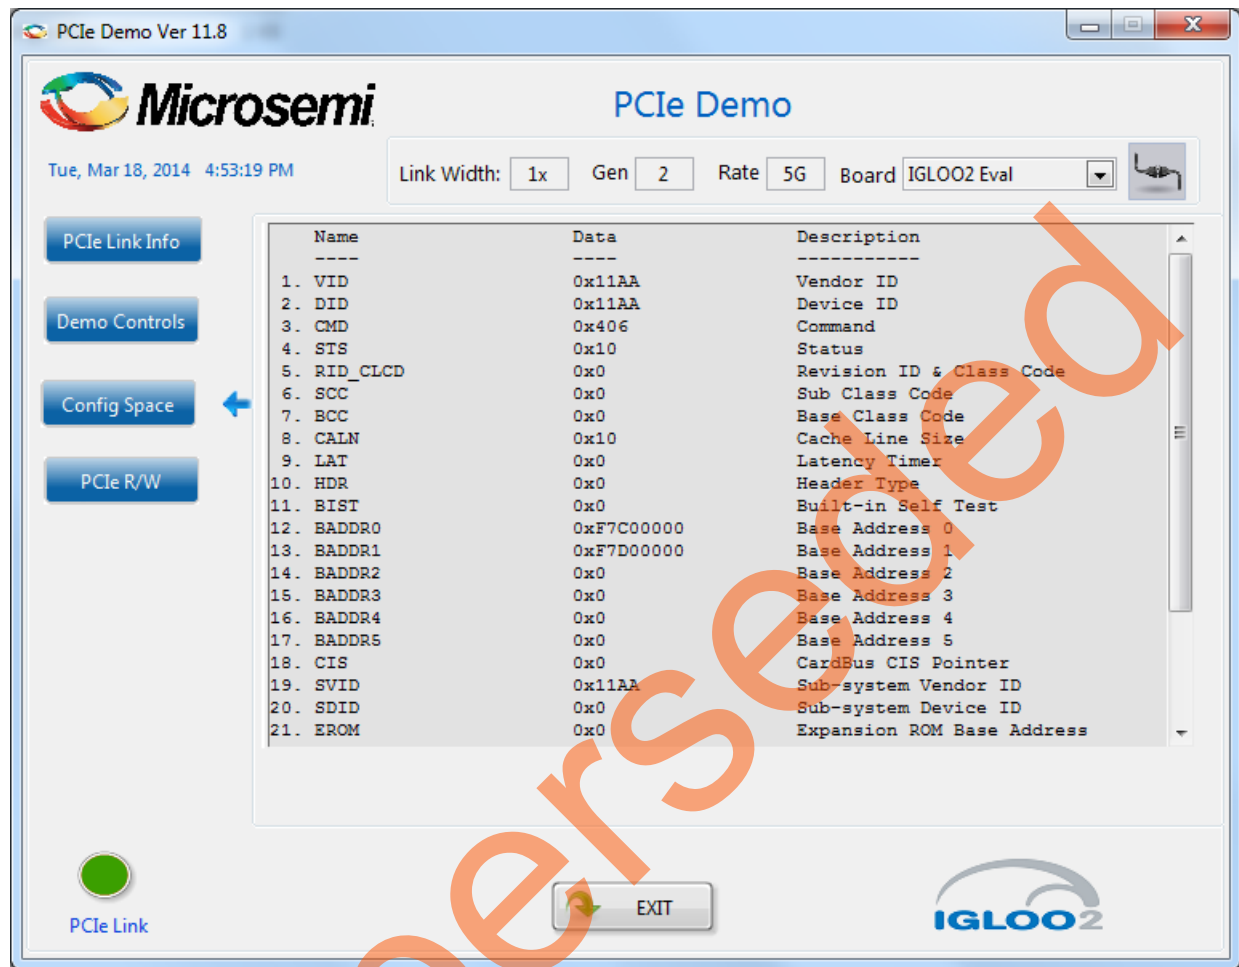 PCIe Demo Ver 11.8
Microsemi
PCIe Demo
Tue, Mar 18, 2014 4:53:19 PM
Link Width: 1x Gen 2 Rate 5G Board IGLOO2 Eval
PCIe Link Info
Demo Controls
Config Space
PCIe R/W
Name Data Description
---- ---- -----------
1. VID 0x11AA Vendor ID
2. DID 0x11AA Device ID
3. CMD 0x406 Command
4. STS 0x10 Status
5. RID_CLCD 0x0 Revision ID & Class Code
6. SCC 0x0 Sub Class Code
7. BCC 0x0 Base Class Code
8. CALN 0x10 Cache Line Size
9. LAT 0x0 Latency Timer
10. HDR 0x0 Header Type
11. BIST 0x0 Built-in Self Test
12. BADDR0 0xF7C00000 Base Address 0
13. BADDR1 0xF7D00000 Base Address 1
14. BADDR2 0x0 Base Address 2
15. BADDR3 0x0 Base Address 3
16. BADDR4 0x0 Base Address 4
17. BADDR5 0x0 Base Address 5
18. CIS 0x0 CardBus CIS Pointer
19. SVID 0x11AA Sub-system Vendor ID
20. SDID 0x0 Sub-system Device ID
21. EROM 0x0 Expansion ROM Base Address
PCIe Link
EXIT
IGLOO2
perseded